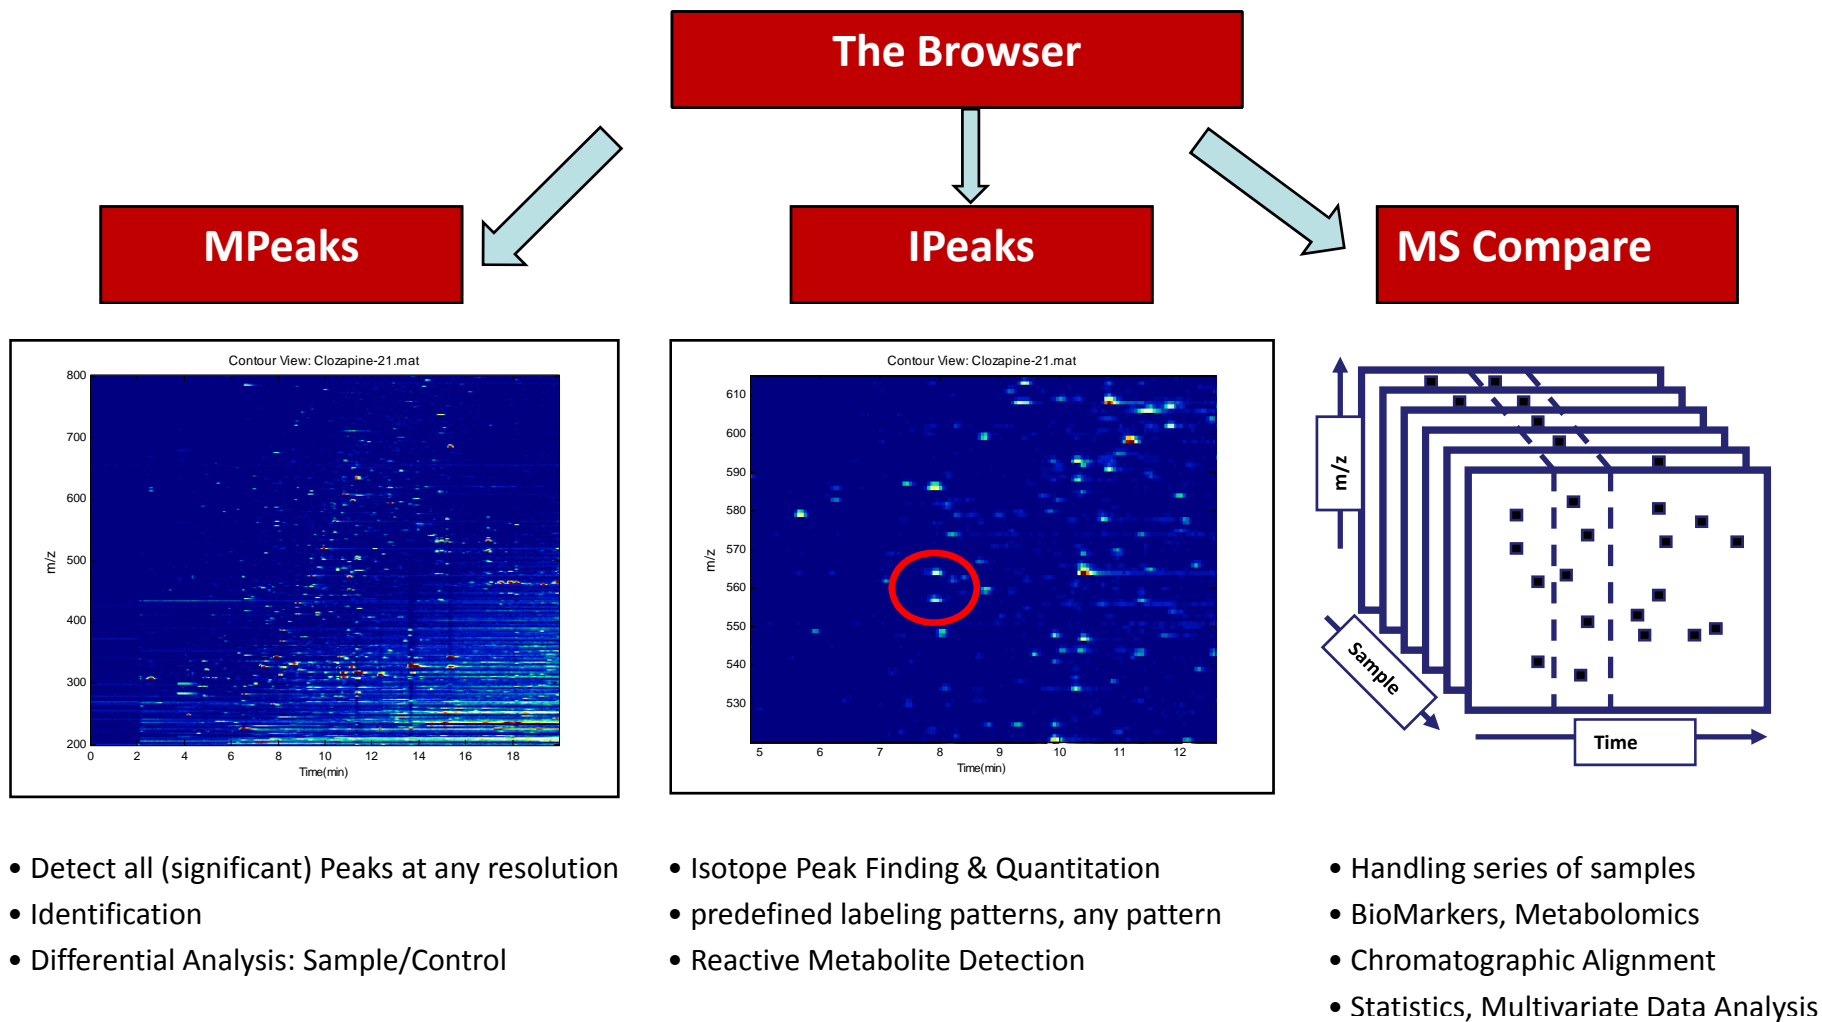 The Browser
MPeaks
IPeaks
MS Compare
Contour View: Clozapine-21.mat
800
700
600
500
400
300
200
m/z
0 2 4 6 8 10 12 14 16 18
Time(min)
Contour View: Clozapine-21.mat
610
600
590
580
570
560
550
540
530
m/z
5 6 7 8 9 10 11 12
Time(min)
m/z
Sample
Time
• Detect all (significant) Peaks at any resolution
• Identification
• Differential Analysis: Sample/Control
• Isotope Peak Finding & Quantitation
• predefined labeling patterns, any pattern
• Reactive Metabolite Detection
• Handling series of samples
• BioMarkers, Metabolomics
• Chromatographic Alignment
• Statistics, Multivariate Data Analysis